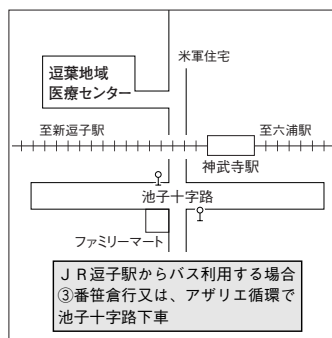 米軍住宅
逗葉地域
医療センター
至新逗子駅
至六浦駅
神武寺駅
池子十字路
ファミリーマート
ＪＲ逗子駅からバス利用する場合
③番笹倉行又は、アザリエ循環で
池子十字路下車